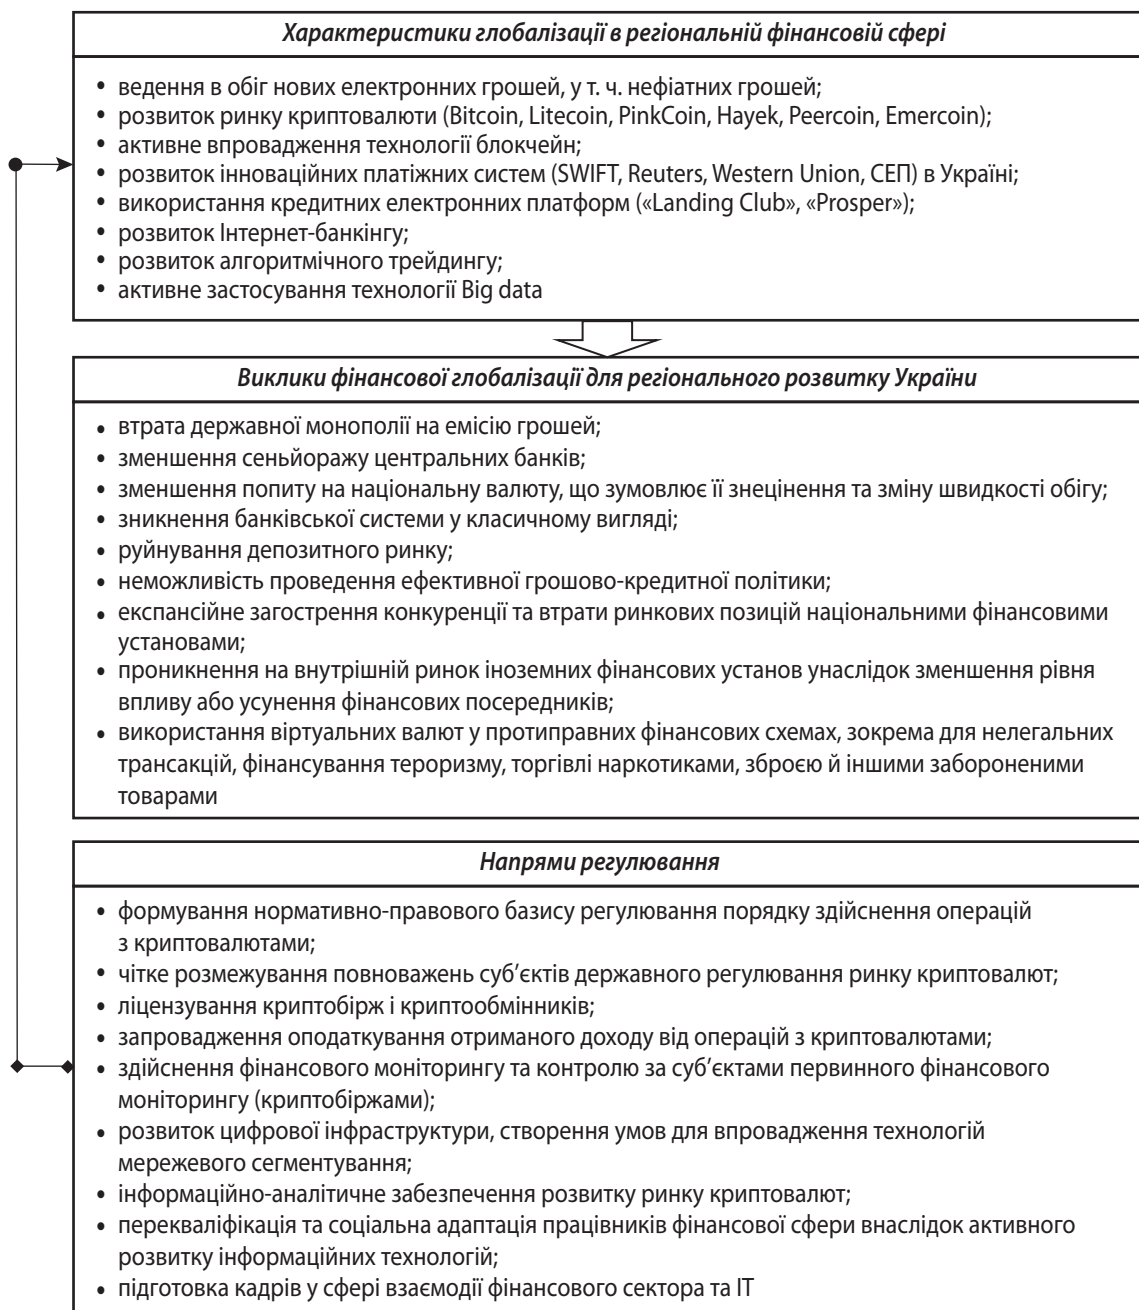 Характеристики глобалізації в регіональній фінансовій сфері
• ведення в обіг нових електронних грошей, у т. ч. нефіатних грошей;
• розвиток ринку криптовалюти (Bitcoin, Litecoin, PinkCoin, Hayek, Peercoin, Emercoin);
• активне впровадження технології блокчейн;
• розвиток інноваційних платіжних систем (SWIFT, Reuters, Western Union, СЕП) в Україні;
• використання кредитних електронних платформ («Landing Club», «Prosper»);
• розвиток Інтернет-банкінгу;
• розвиток алгоритмічного трейдингу;
• активне застосування технології Big data
Виклики фінансової глобалізації для регіонального розвитку України
• втрата державної монополії на емісію грошей;
• зменшення сеньйоражу центральних банків;
• зменшення попиту на національну валюту, що зумовлює її знецінення та зміну швидкості обігу;
• зникнення банківської системи у класичному вигляді;
• руйнування депозитного ринку;
• неможливість проведення ефективної грошово-кредитної політики;
• експансійне загострення конкуренції та втрати ринкових позицій національними фінансовими
установами;
• проникнення на внутрішній ринок іноземних фінансових установ унаслідок зменшення рівня
впливу або усунення фінансових посередників;
• використання віртуальних валют у протиправних фінансових схемах, зокрема для нелегальних
трансакцій, фінансування тероризму, торгівлі наркотиками, зброєю й іншими забороненими
товарами
Напрями регулювання
• формування нормативно-правового базису регулювання порядку здійснення операцій
з криптовалютами;
• чітке розмежування повноважень суб’єктів державного регулювання ринку криптовалют;
• ліцензування криптобірж і криптообмінників;
• запровадження оподаткування отриманого доходу від операцій з криптовалютами;
• здійснення фінансового моніторингу та контролю за суб’єктами первинного фінансового
моніторингу (криптобіржами);
• розвиток цифрової інфраструктури, створення умов для впровадження технологій
мережевого сегментування;
• інформаційно-аналітичне забезпечення розвитку ринку криптовалют;
• перекваліфікація та соціальна адаптація працівників фінансової сфери внаслідок активного
розвитку інформаційних технологій;
• підготовка кадрів у сфері взаємодії фінансового сектора та ІТ